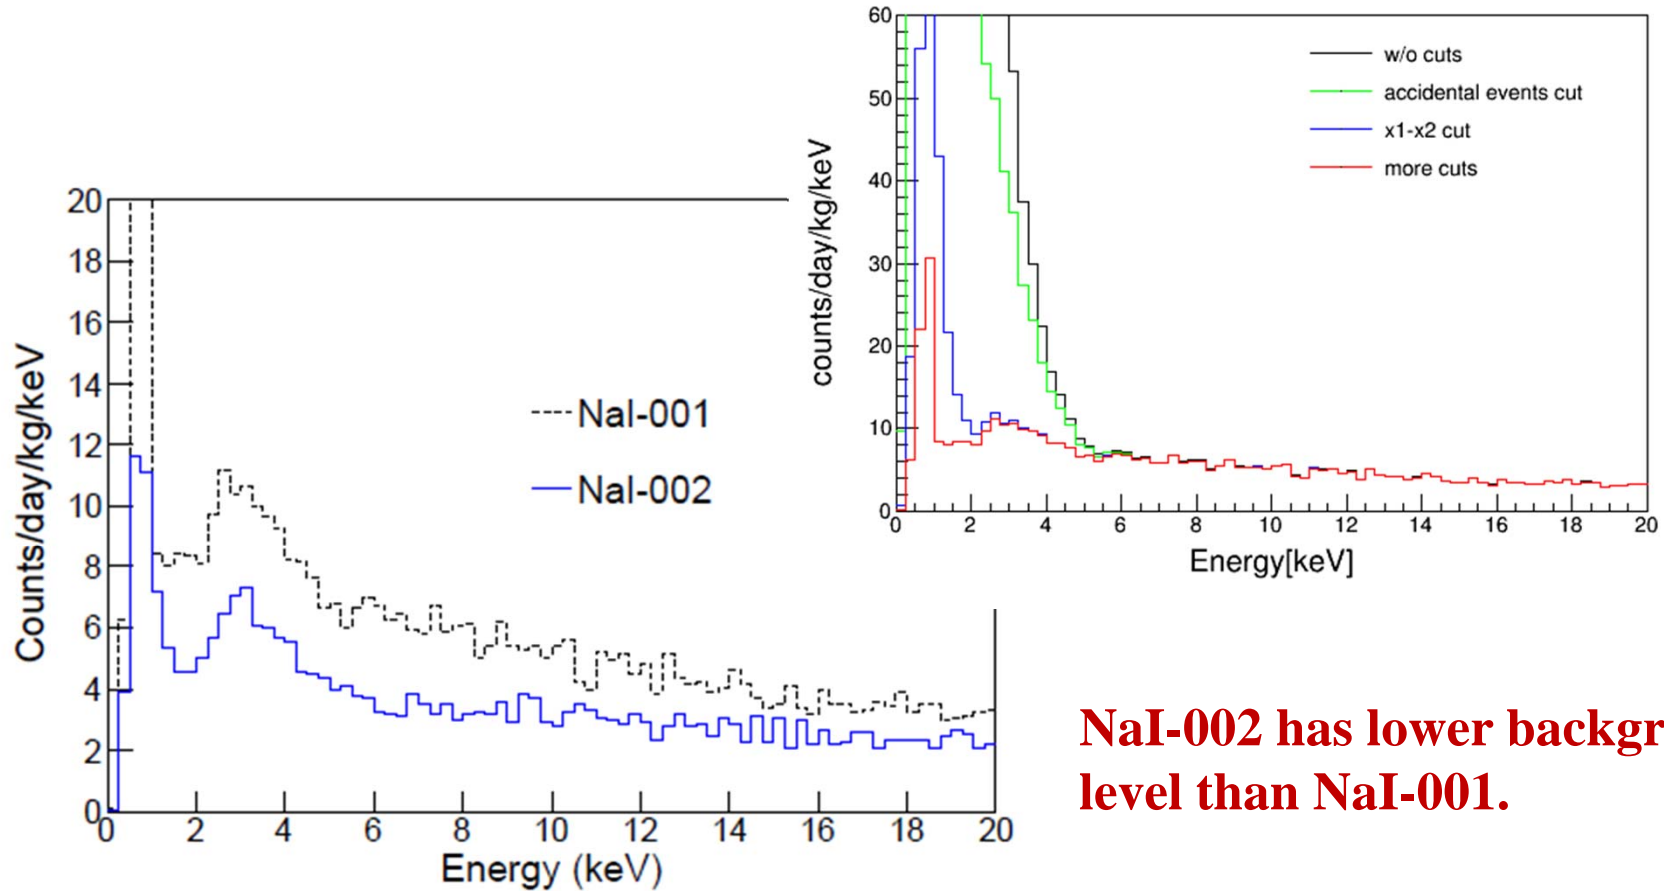 60
50
40
30
20
10
0
counts/day/kg/keV
w/o cuts
accidental events cut
x1-x2 cut
more cuts
0 2 4 6 8 10 12 14 16 18 20
Energy[keV]
20
18
16
14
12
10
8
6
4
2
0
Counts/day/kg/keV
NaI-001
NaI-002
0 2 4 6 8 10 12 14 16 18 20
Energy (keV)
NaI-002 has lower backgr
level than NaI-001.